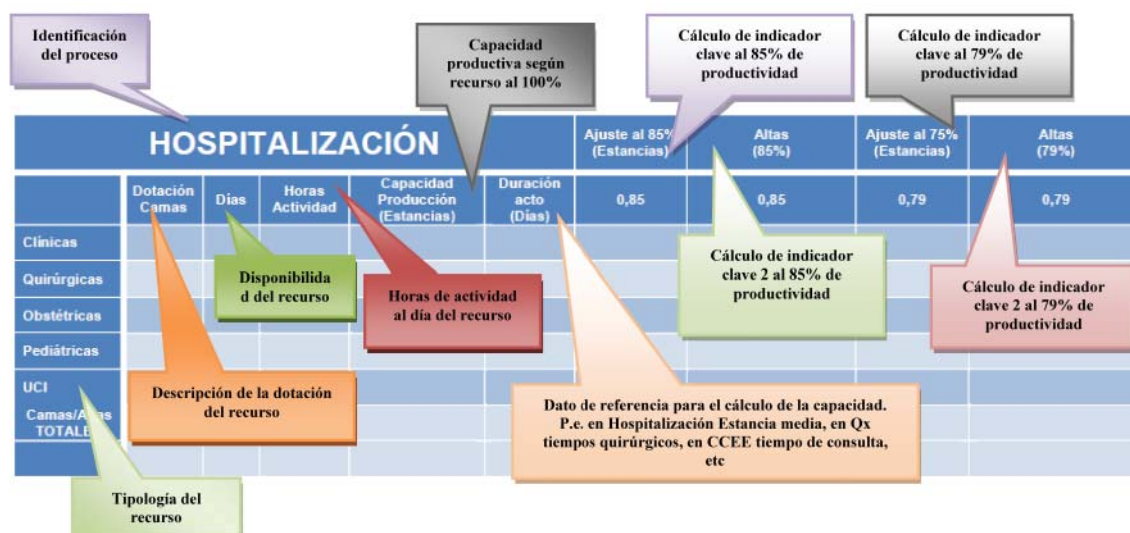 Identificación
del proceso
Capacidad
productiva según
recurso al 100%
Cálculo de indicador
clave al 85% de
productividad
Cálculo de indicador
clave al 79% de
productividad
HOSPITALIZACIÓN
Ajuste al 85%
(Estancias)
Altas
(85%)
Ajuste al 75%
(Estancias)
Altas
(79%)
Dotación
Camas
Días
Horas
Actividad
Capacidad
Producción
(Estancias)
Duración
acto
(Días)
0,85
0,85
0,79
0,79
Clínicas
Quirúrgicas
Obstétricas
Pediátricas
UCI
Camas/
TOTALE
Disponibilida
d del recurso
Horas de actividad
al día del recurso
Cálculo de indicador
clave 2 al 85% de
productividad
Cálculo de indicador
clave 2 al 79% de
productividad
Descripción de la dotación
del recurso
Dato de referencia para el cálculo de la capacidad.
P.e. en Hospitalización Estancia media, en Qx
tiempos quirúrgicos, en CCEE tiempo de consulta,
etc
Tipología del
recurso